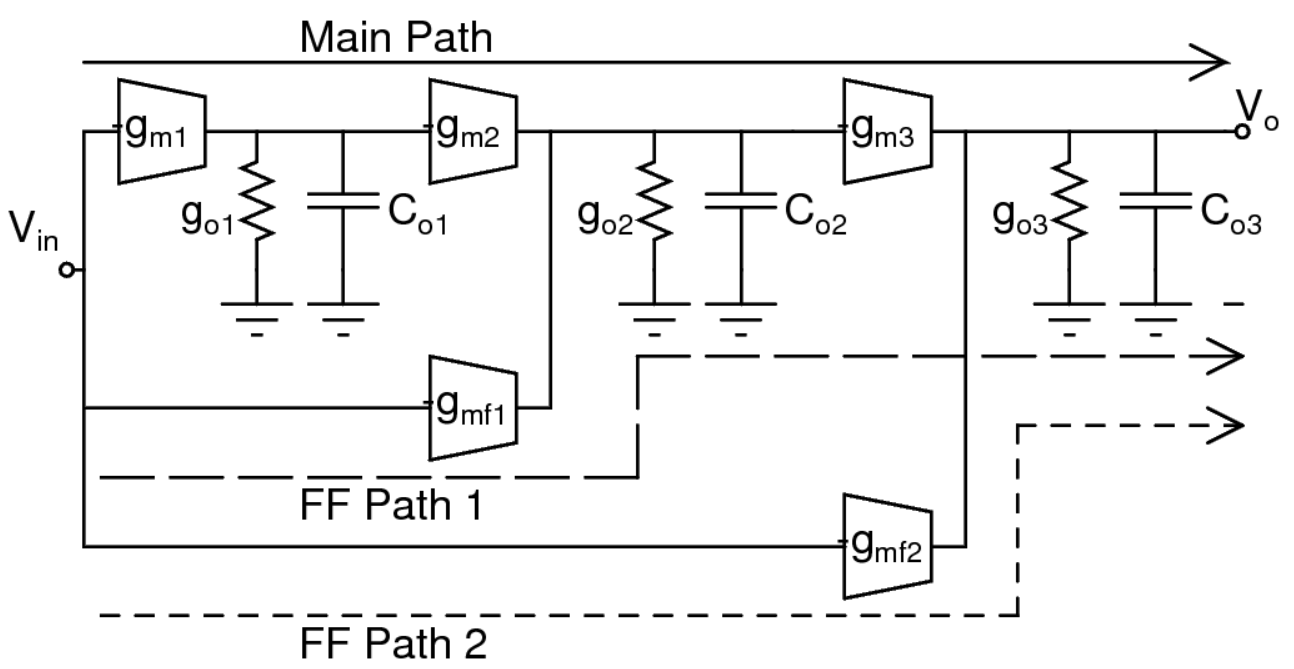 Main Path
-gm1
-gm2
-gm3
Vo
go1
Co1
go2
Co2
go3
Co3
Vin
-gmf1
FF Path 1
-gmf2
FF Path 2